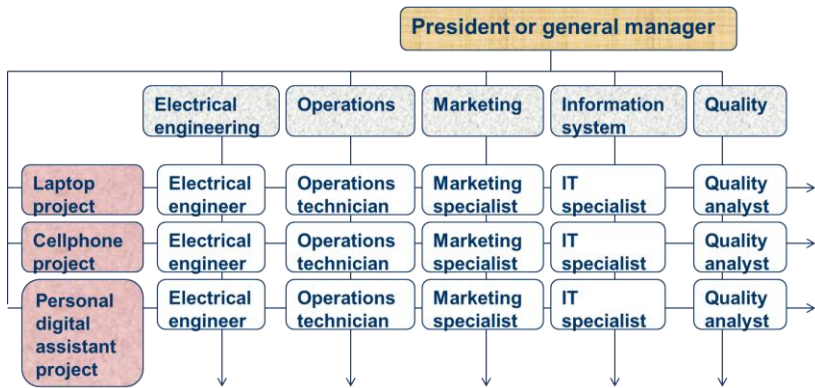 President or general manager
Electrical
engineering
Operations
Marketing
Information
system
Quality
Laptop
project
Electrical
engineer
Operations
technician
Marketing
specialist
IT
specialist
Quality
analyst
Cellphone
project
Electrical
engineer
Operations
technician
Marketing
specialist
IT
specialist
Quality
analyst
Personal
digital
assistant
project
Electrical
engineer
Operations
technician
Marketing
specialist
IT
specialist
Quality
analyst